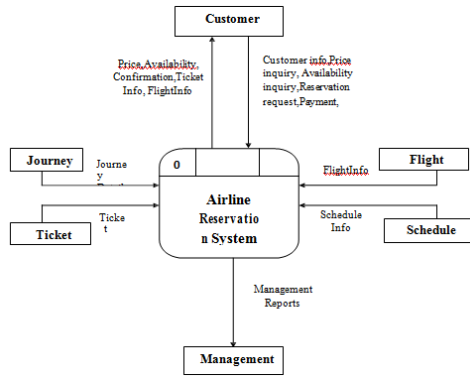 Customer
Price,Availability,
Confirmation,Ticket
Info, FlightInfo
Customer info,Price
inquiry, Availability
inquiry,Reservation
request,Payment,
Journey
Journe
y
0
FlightInfo
Flight
Airline
Reservatio
n System
Ticket
Ticke
t
Schedule
Info
Schedule
Management
Reports
Management